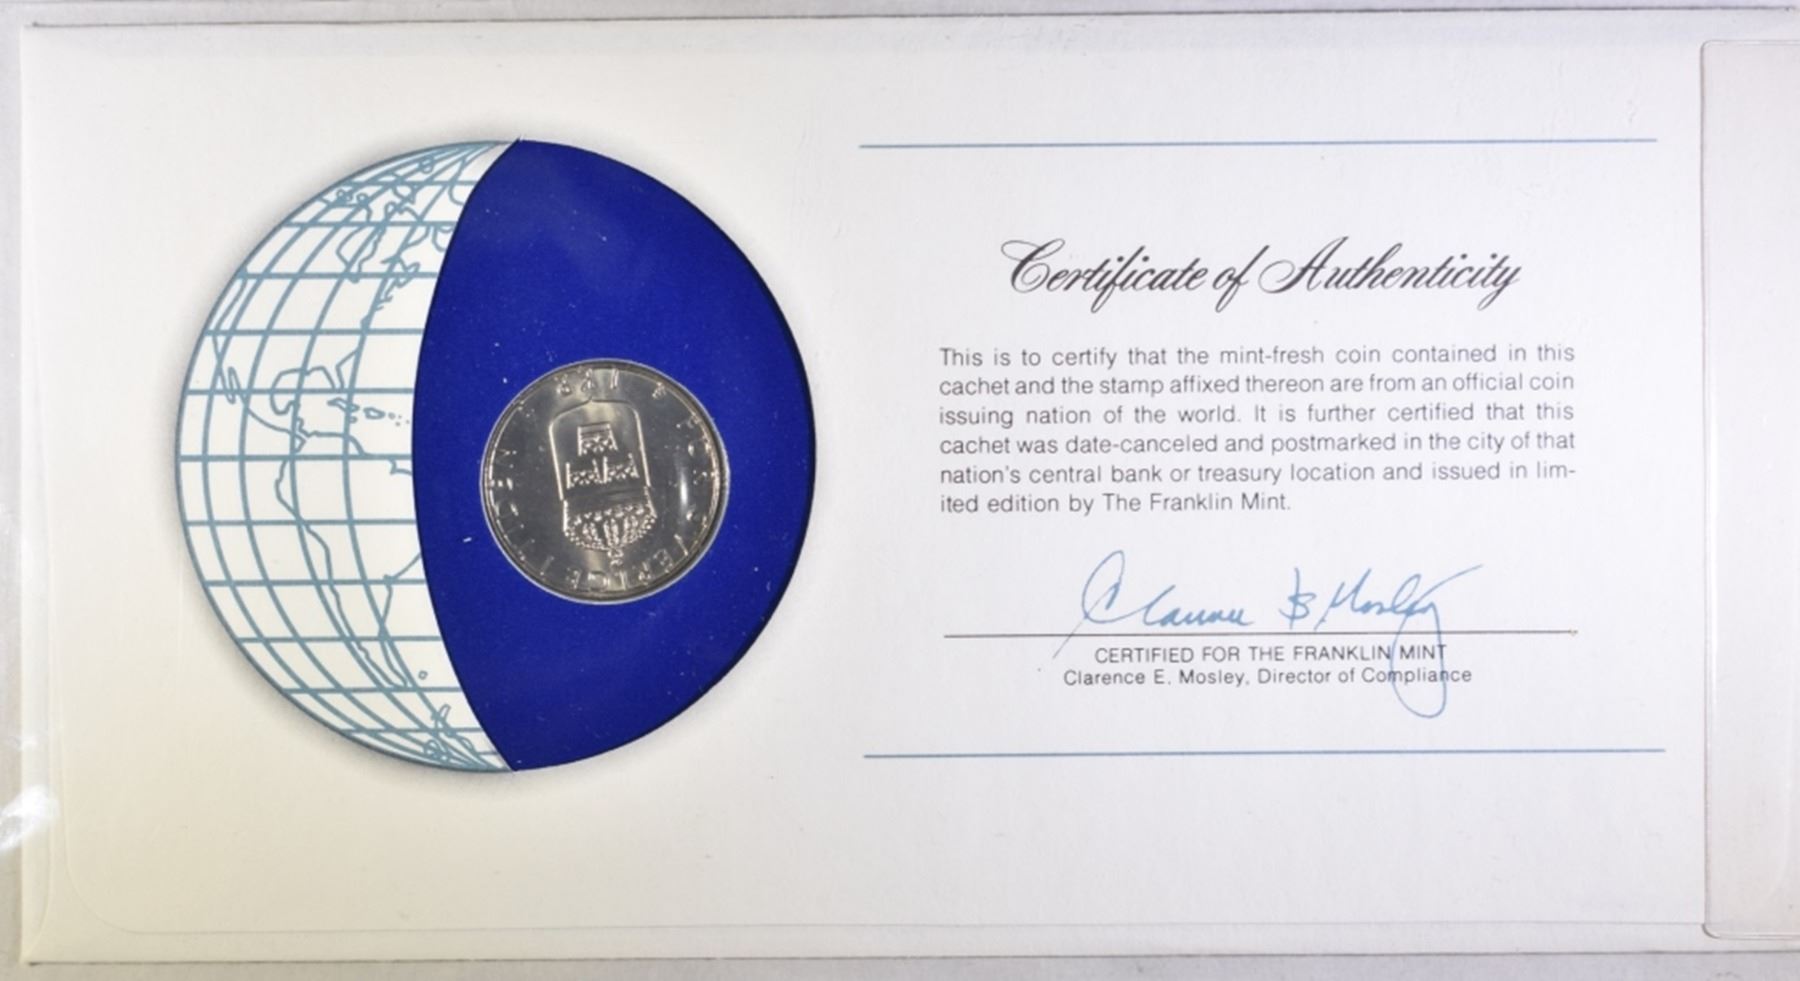 Certificate of Authenticity
This is to certify that the mint-fresh coin contained in this
cachet and the stamp affixed thereon are from an official coin
issuing nation of the world. It is further certified that this
cachet was date-canceled and postmarked in the city of that
nation's central bank or treasury location and issued in lim-
ited edition by The Franklin Mint.
CERTIFIED FOR THE FRANKLIN MINT
Clarence E. Mosley, Director of Compliance